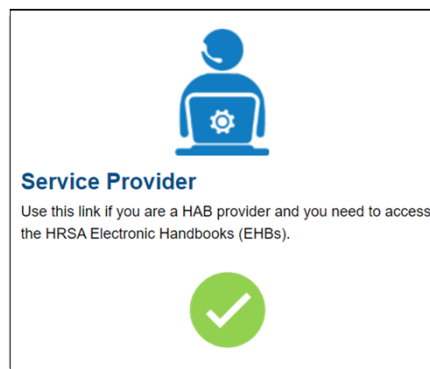 Service Provider
Use this link if you are a HAB provider and you need to access
the HRSA Electronic Handbooks (EHBs).